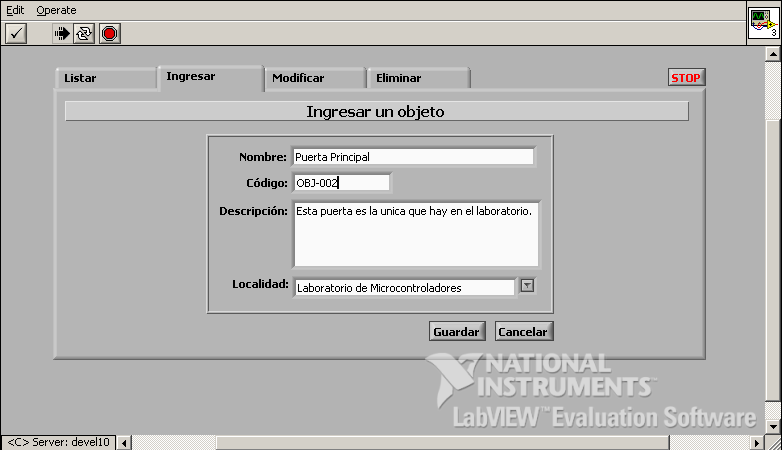 Edit Operate
3
Listar Ingresar Modificar Eliminar STOP
Ingresar un objeto
Nombre: Puerta Principal
Código: OBJ-002
Descripción: Esta puerta es la unica que hay en el laboratorio.
Localidad: Laboratorio de Microcontroladores
Guardar Cancelar
NATIONAL
INSTRUMENTS™
LabVIEW™ Evaluation Software
<C> Server: devel10